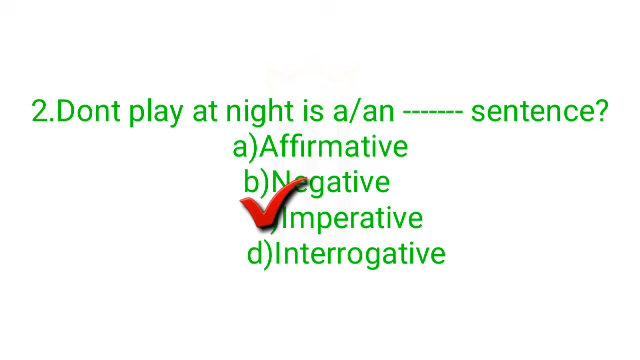 2.Dont play at night is a/an ------- sentence?
a)Affirmative
b)Negative
)Imperative
d)Interrogative